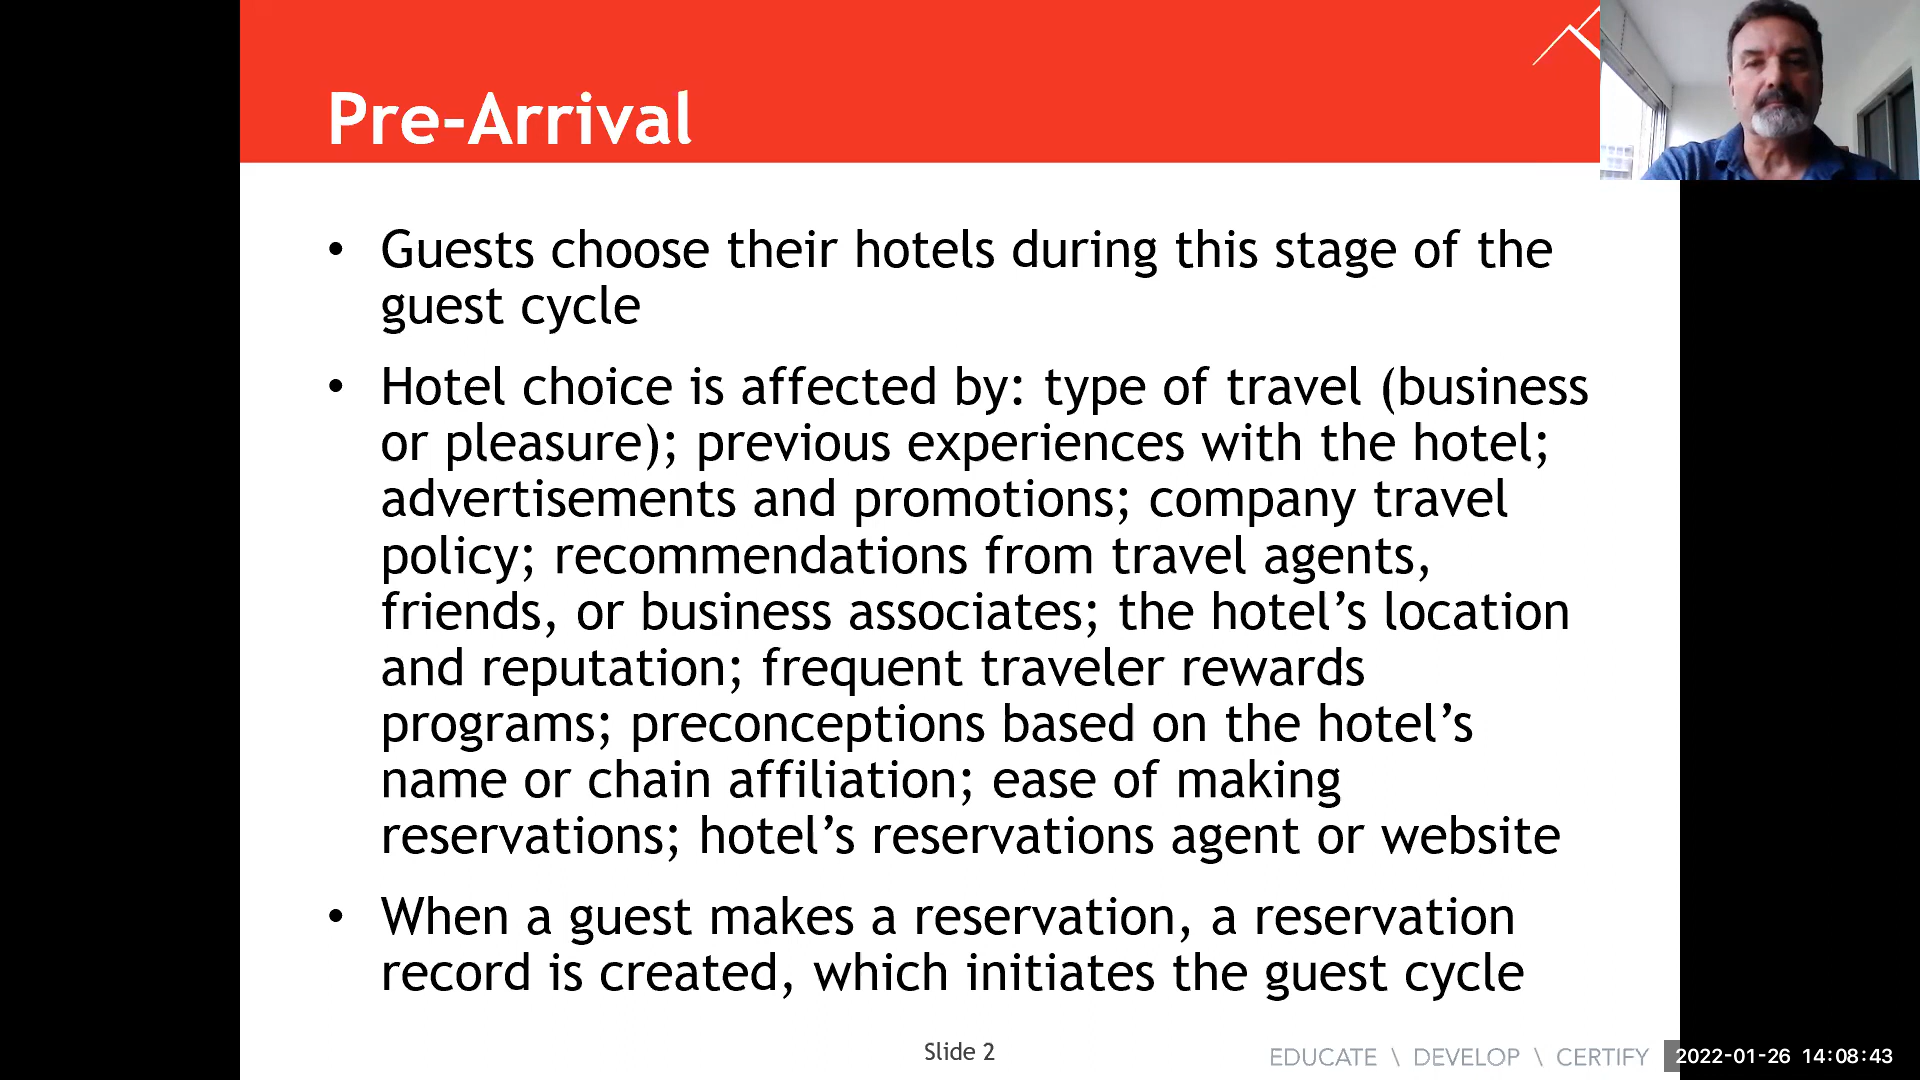 Pre-Arrival
• Guests choose their hotels during this stage of the
guest cycle
• Hotel choice is affected by: type of travel (business
or pleasure); previous experiences with the hotel;
advertisements and promotions; company travel
policy; recommendations from travel agents,
friends, or business associates; the hotel’s location
and reputation; frequent traveler rewards
programs; preconceptions based on the hotel’s
name or chain affiliation; ease of making
reservations; hotel’s reservations agent or website
• When a guest makes a reservation, a reservation
record is created, which initiates the guest cycle
Slide 2
EDUCATE \ DEVELOP \ CERTIFY
2022-01-26 14:08:43